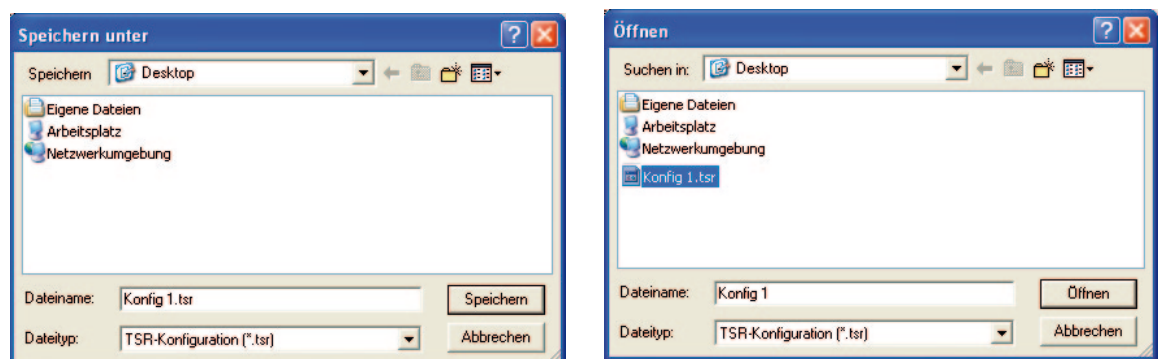 Speichern unter
Speichern Desktop
Eigene Dateien
Arbeitsplatz
Netzwerkumgebung
Dateiname: Konfig 1.tsr Speichern
Dateityp: TSR-Konfiguration (*.tsr) Abbrechen
Öffnen
Suchen in: Desktop
Eigene Dateien
Arbeitsplatz
Netzwerkumgebung
Konfig 1.tsr
Dateiname: Konfig 1 Öffnen
Dateityp: TSR-Konfiguration (*.tsr) Abbrechen